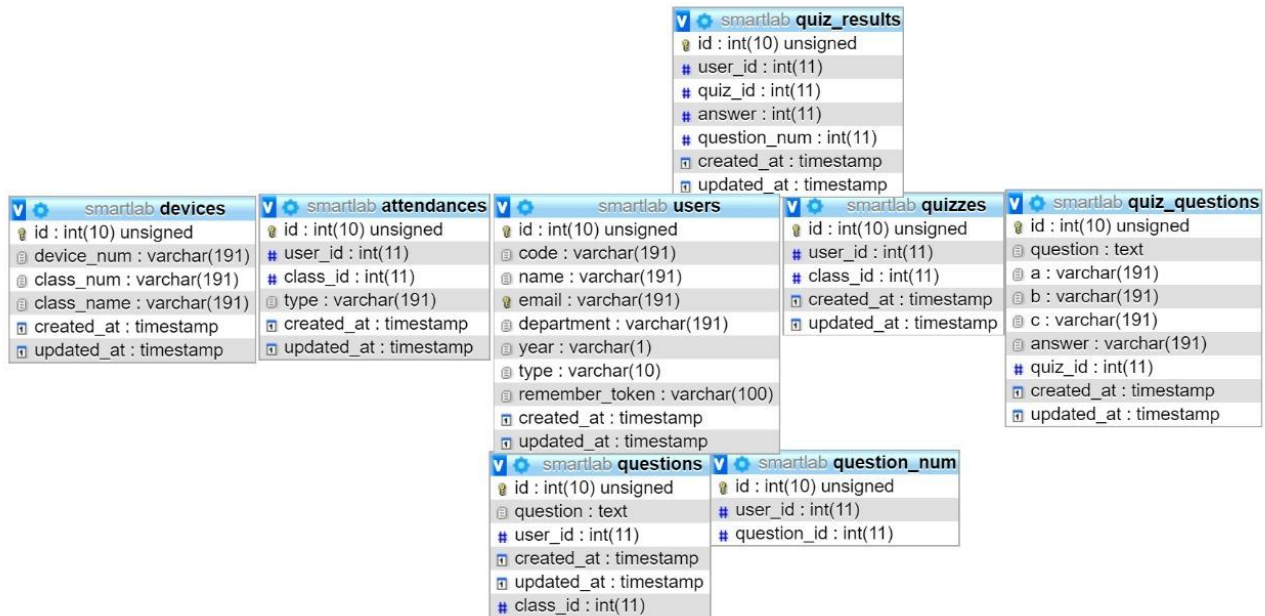 smartlab quiz_results
id : int(10) unsigned
user_id : int(11)
quiz_id : int(11)
answer : int(11)
question_num : int(11)
created_at : timestamp
updated_at : timestamp
smartlab devices
id : int(10) unsigned
device_num : varchar(191)
class_num : varchar(191)
class_name : varchar(191)
created_at : timestamp
updated_at : timestamp
smartlab attendances
id : int(10) unsigned
user_id : int(11)
class_id : int(11)
type : varchar(191)
created_at : timestamp
updated_at : timestamp
smartlab users
id : int(10) unsigned
code : varchar(191)
name : varchar(191)
email : varchar(191)
department : varchar(191)
year : varchar(1)
type : varchar(10)
remember_token : varchar(100)
created_at : timestamp
updated_at : timestamp
smartlab quizzes
id : int(10) unsigned
user_id : int(11)
class_id : int(11)
created_at : timestamp
updated_at : timestamp
smartlab quiz_questions
id : int(10) unsigned
question : text
a : varchar(191)
b : varchar(191)
c : varchar(191)
answer : varchar(191)
quiz_id : int(11)
created_at : timestamp
updated_at : timestamp
smartlab questions
id : int(10) unsigned
question : text
user_id : int(11)
created_at : timestamp
updated_at : timestamp
class_id : int(11)
smartlab question_num
id : int(10) unsigned
user_id : int(11)
question_id : int(11)